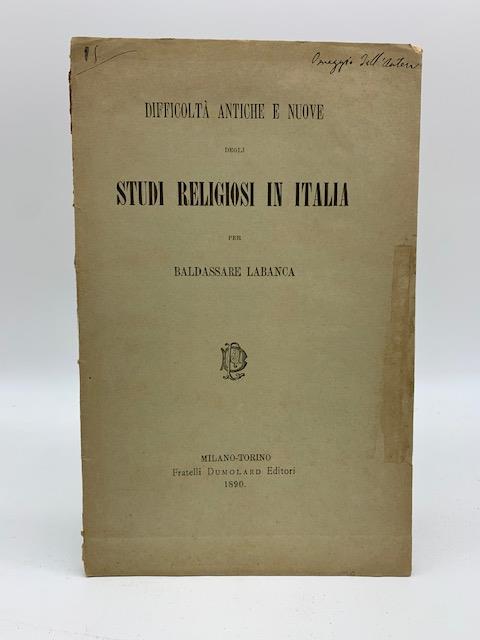 Omaggio dell'autore
DIFFICOLTÀ ANTICHE E NUOVE
DEGLI
STUDI RELIGIOSI IN ITALIA
PER
BALDASSARE LABANCA
MILANO-TORINO
Fratelli DUMOLARD Editori
1890.